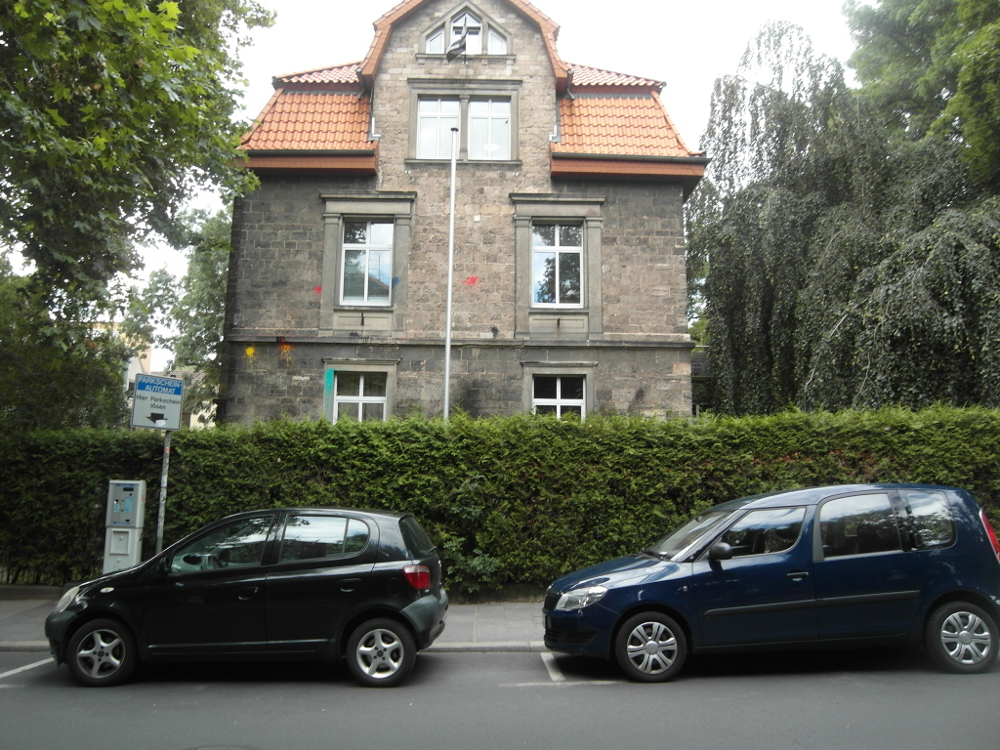 PARKSCHEIN-
AUTOMAT
Hier Parkschein
lösen